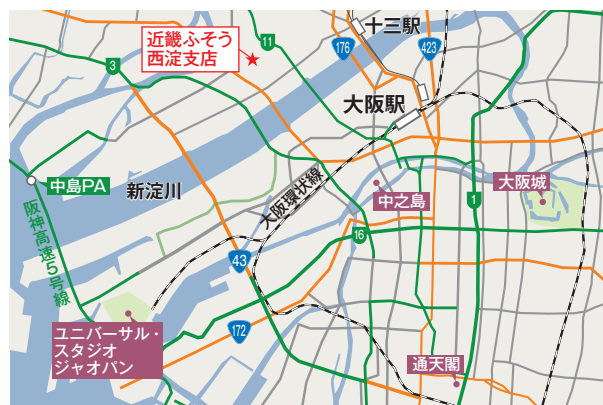 近畿ふそう
西淀支店
十三駅
11
176
423
3
大阪駅
中島PA
新淀川
大阪環状線
中之島
大阪城
1
阪神高速5号線
16
43
172
ユニバーサル・
スタジオ
ジャオパン
通天閣